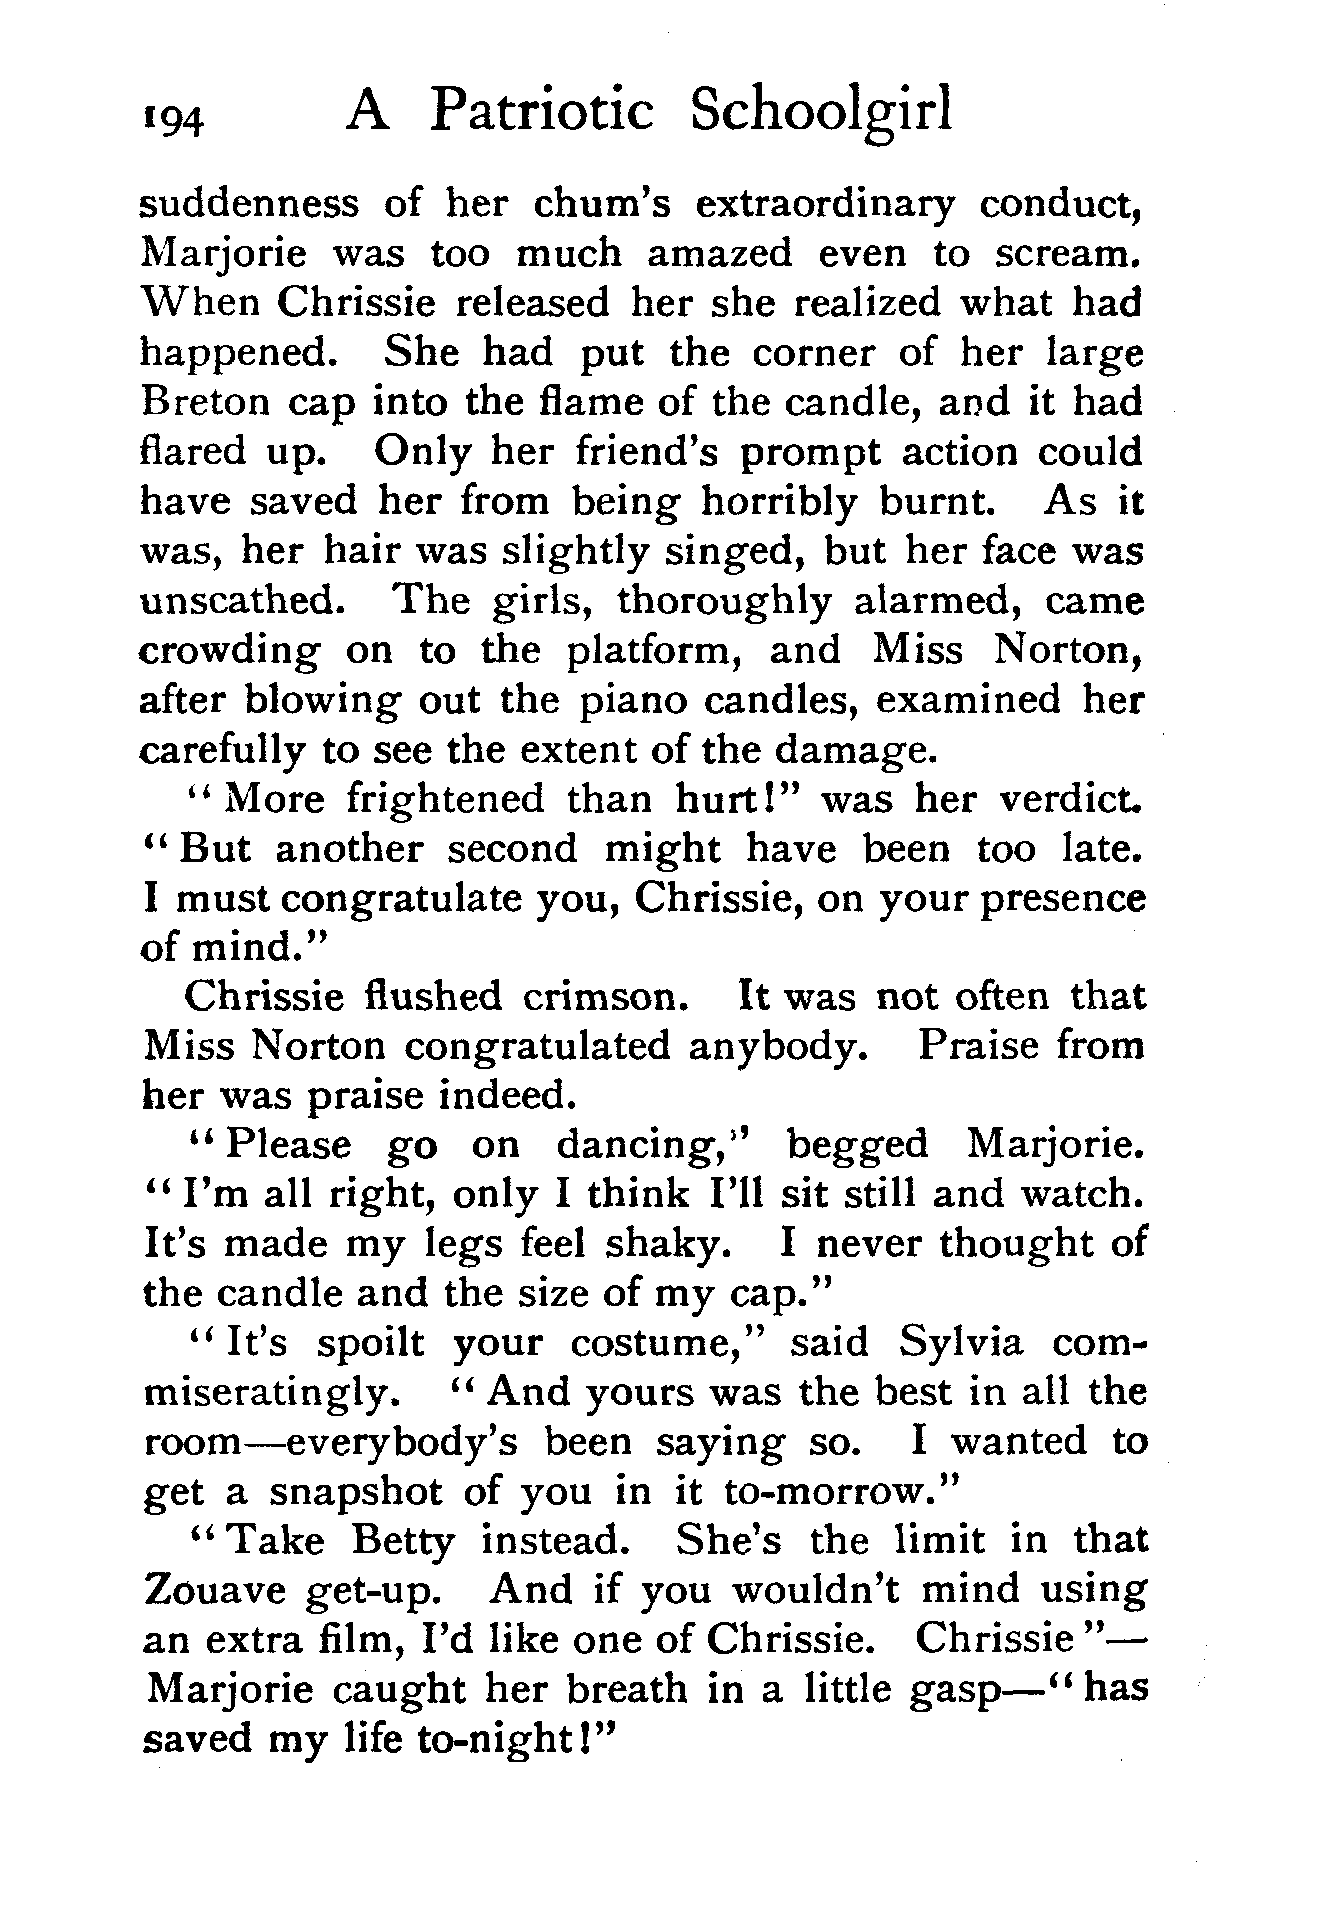 194 A Patriotic Schoolgirl
suddenness of her chum's extraordinary conduct,
Marjorie was too much amazed even to scream.
When Chrissie released her she realized what had
happened. She had put the corner of her large
Breton cap into the flame of the candle, and it had
flared up. Only her friend's prompt action could
have saved her from being horribly burnt. As it
was, her hair was slightly singed, but her face was
unscathed. The girls, thoroughly alarmed, came
crowding on to the platform, and Miss Norton,
after blowing out the piano candles, examined her
carefully to see the extent of the damage.
"More frightened than hurt!" was her verdict.
"But another second might have been too late.
I must congratulate you, Chrissie, on your presence
of mind."
Chrissie flushed crimson. It was not often that
Miss Norton congratulated anybody. Praise from
her was praise indeed.
"Please go on dancing," begged Marjorie.
"I'm all right, only I think I'll sit still and watch.
It's made my legs feel shaky. I never thought of
the candle and the size of my cap."
"It's spoilt your costume," said Sylvia com-
miseratingly. "And yours was the best in all the
room—everybody's been saying so. I wanted to
get a snapshot of you in it to-morrow."
"Take Betty instead. She's the limit in that
Zouave get-up. And if you wouldn't mind using
an extra film, I'd like one of Chrissie. Chrissie"—
Marjorie caught her breath in a little gasp—"has
saved my life to-night!"